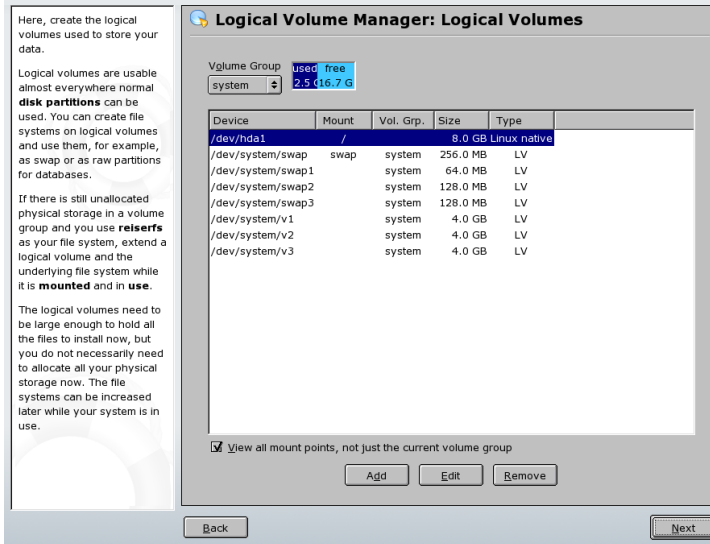 Here, create the logical
volumes used to store your
data.
Logical volumes are usable
almost everywhere normal
disk partitions can be
used. You can create file
systems on logical volumes
and use them, for example,
as swap or as raw partitions
for databases.
If there is still unallocated
physical storage in a volume
group and you use reiserfs
as your file system, extend a
logical volume and the
underlying file system while
it is mounted and in use.
The logical volumes need to
be large enough to hold all
the files to install now, but
you do not necessarily need
to allocate all your physical
storage now. The file
systems can be increased
later while your system is in
use.
Logical Volume Manager: Logical Volumes
Volume Group
system
used free
2.5 16.7 G
Device Mount Vol. Grp. Size Type
/dev/hda1 / 8.0 GB Linux native
/dev/system/swap swap system 256.0 MB LV
/dev/system/swap1 system 64.0 MB LV
/dev/system/swap2 system 128.0 MB LV
/dev/system/swap3 system 128.0 MB LV
/dev/system/v1 system 4.0 GB LV
/dev/system/v2 system 4.0 GB LV
/dev/system/v3 system 4.0 GB LV
View all mount points, not just the current volume group
Add Edit Remove
Back Next